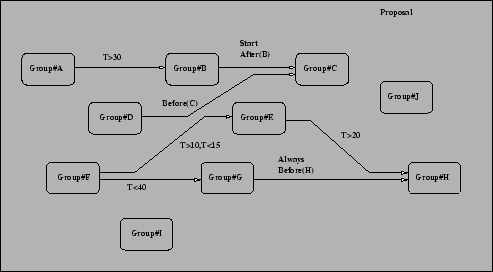 Proposal
Start
After(B)
T>30
Group#A
Group#B
Group#C
Group#J
Before(C)
Group#D
Group#E
T>20
T>10,T<15
Always
Before(H)
Group#F
T<40
Group#G
Group#H
Group#I